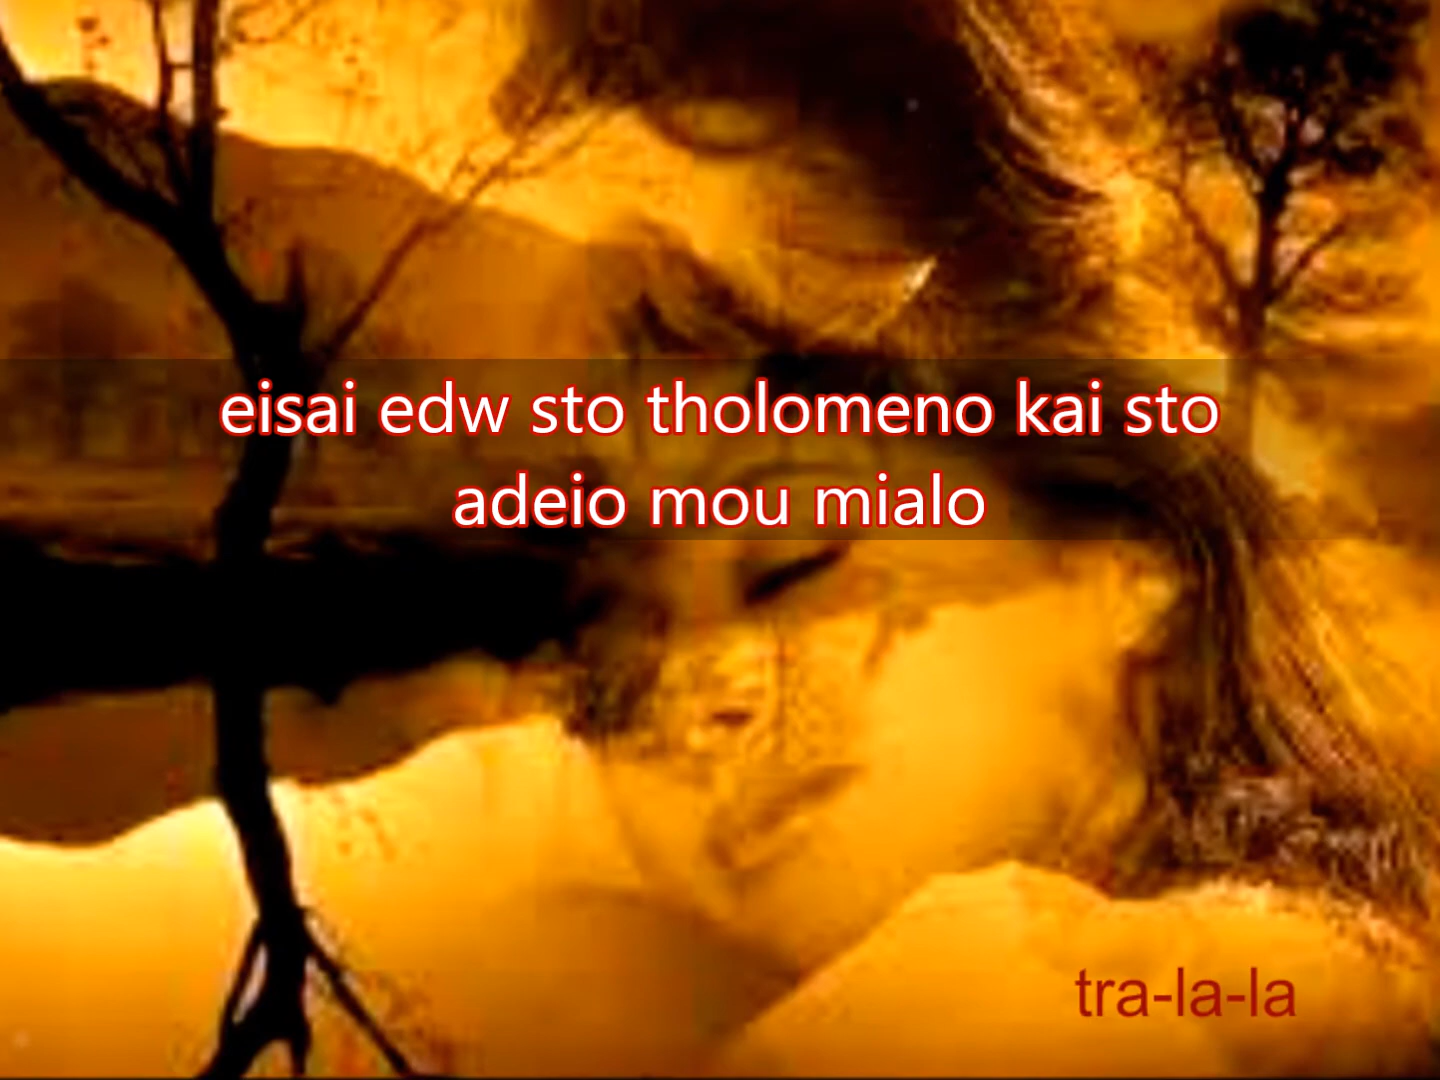 eisai edw sto tholomeno kai sto
adeio mou mialo
tra-la-la